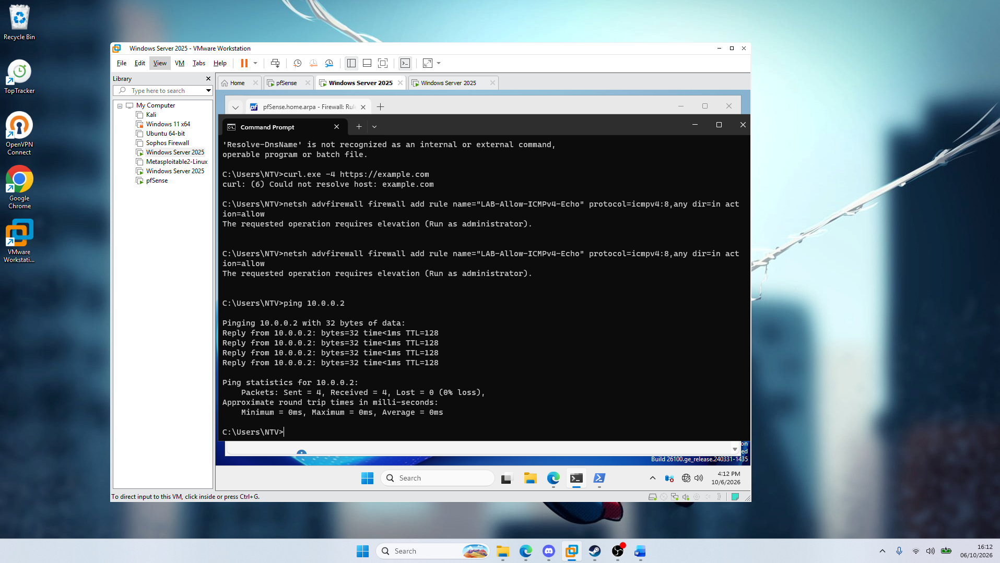 Recycle Bin
TopTracker
OpenVPN
Connect
Google
Chrome
VMware
Workstati...
Windows Server 2025 - VMware Workstation
File Edit View VM Tabs Help
Library
Type here to search
My Computer
Kali
Windows 11 x64
Ubuntu 64-bit
Sophos Firewall
Windows Server 2025
Metasploitable2-Linux
Windows Server 2025
pfSense
Home pfSense Windows Server 2025 Windows Server 2025
pfSense.home.arpa - Firewall: Rul
Command Prompt
'Resolve-DnsName' is not recognized as an internal or external command,
operable program or batch file.
C:\Users\NTV>curl.exe -4 https://example.com
curl: (6) Could not resolve host: example.com
C:\Users\NTV>netsh advfirewall firewall add rule name="LAB-Allow-ICMPv4-Echo" protocol=icmpv4:8,any dir=in act
ion=allow
The requested operation requires elevation (Run as administrator).
C:\Users\NTV>netsh advfirewall firewall add rule name="LAB-Allow-ICMPv4-Echo" protocol=icmpv4:8,any dir=in act
ion=allow
The requested operation requires elevation (Run as administrator).
C:\Users\NTV>ping 10.0.0.2
Pinging 10.0.0.2 with 32 bytes of data:
Reply from 10.0.0.2: bytes=32 time<1ms TTL=128
Reply from 10.0.0.2: bytes=32 time<1ms TTL=128
Reply from 10.0.0.2: bytes=32 time<1ms TTL=128
Reply from 10.0.0.2: bytes=32 time<1ms TTL=128
Ping statistics for 10.0.0.2:
Packets: Sent = 4, Received = 4, Lost = 0 (0% loss),
Approximate round trip times in milli-seconds:
Minimum = 0ms, Maximum = 0ms, Average = 0ms
C:\Users\NTV>
on
ed
Build 26100.ge_release.240331-1435
Search
4:12 PM
10/6/2026
To direct input to this VM, click inside or press Ctrl+G.
Search
16:12
06/10/2026